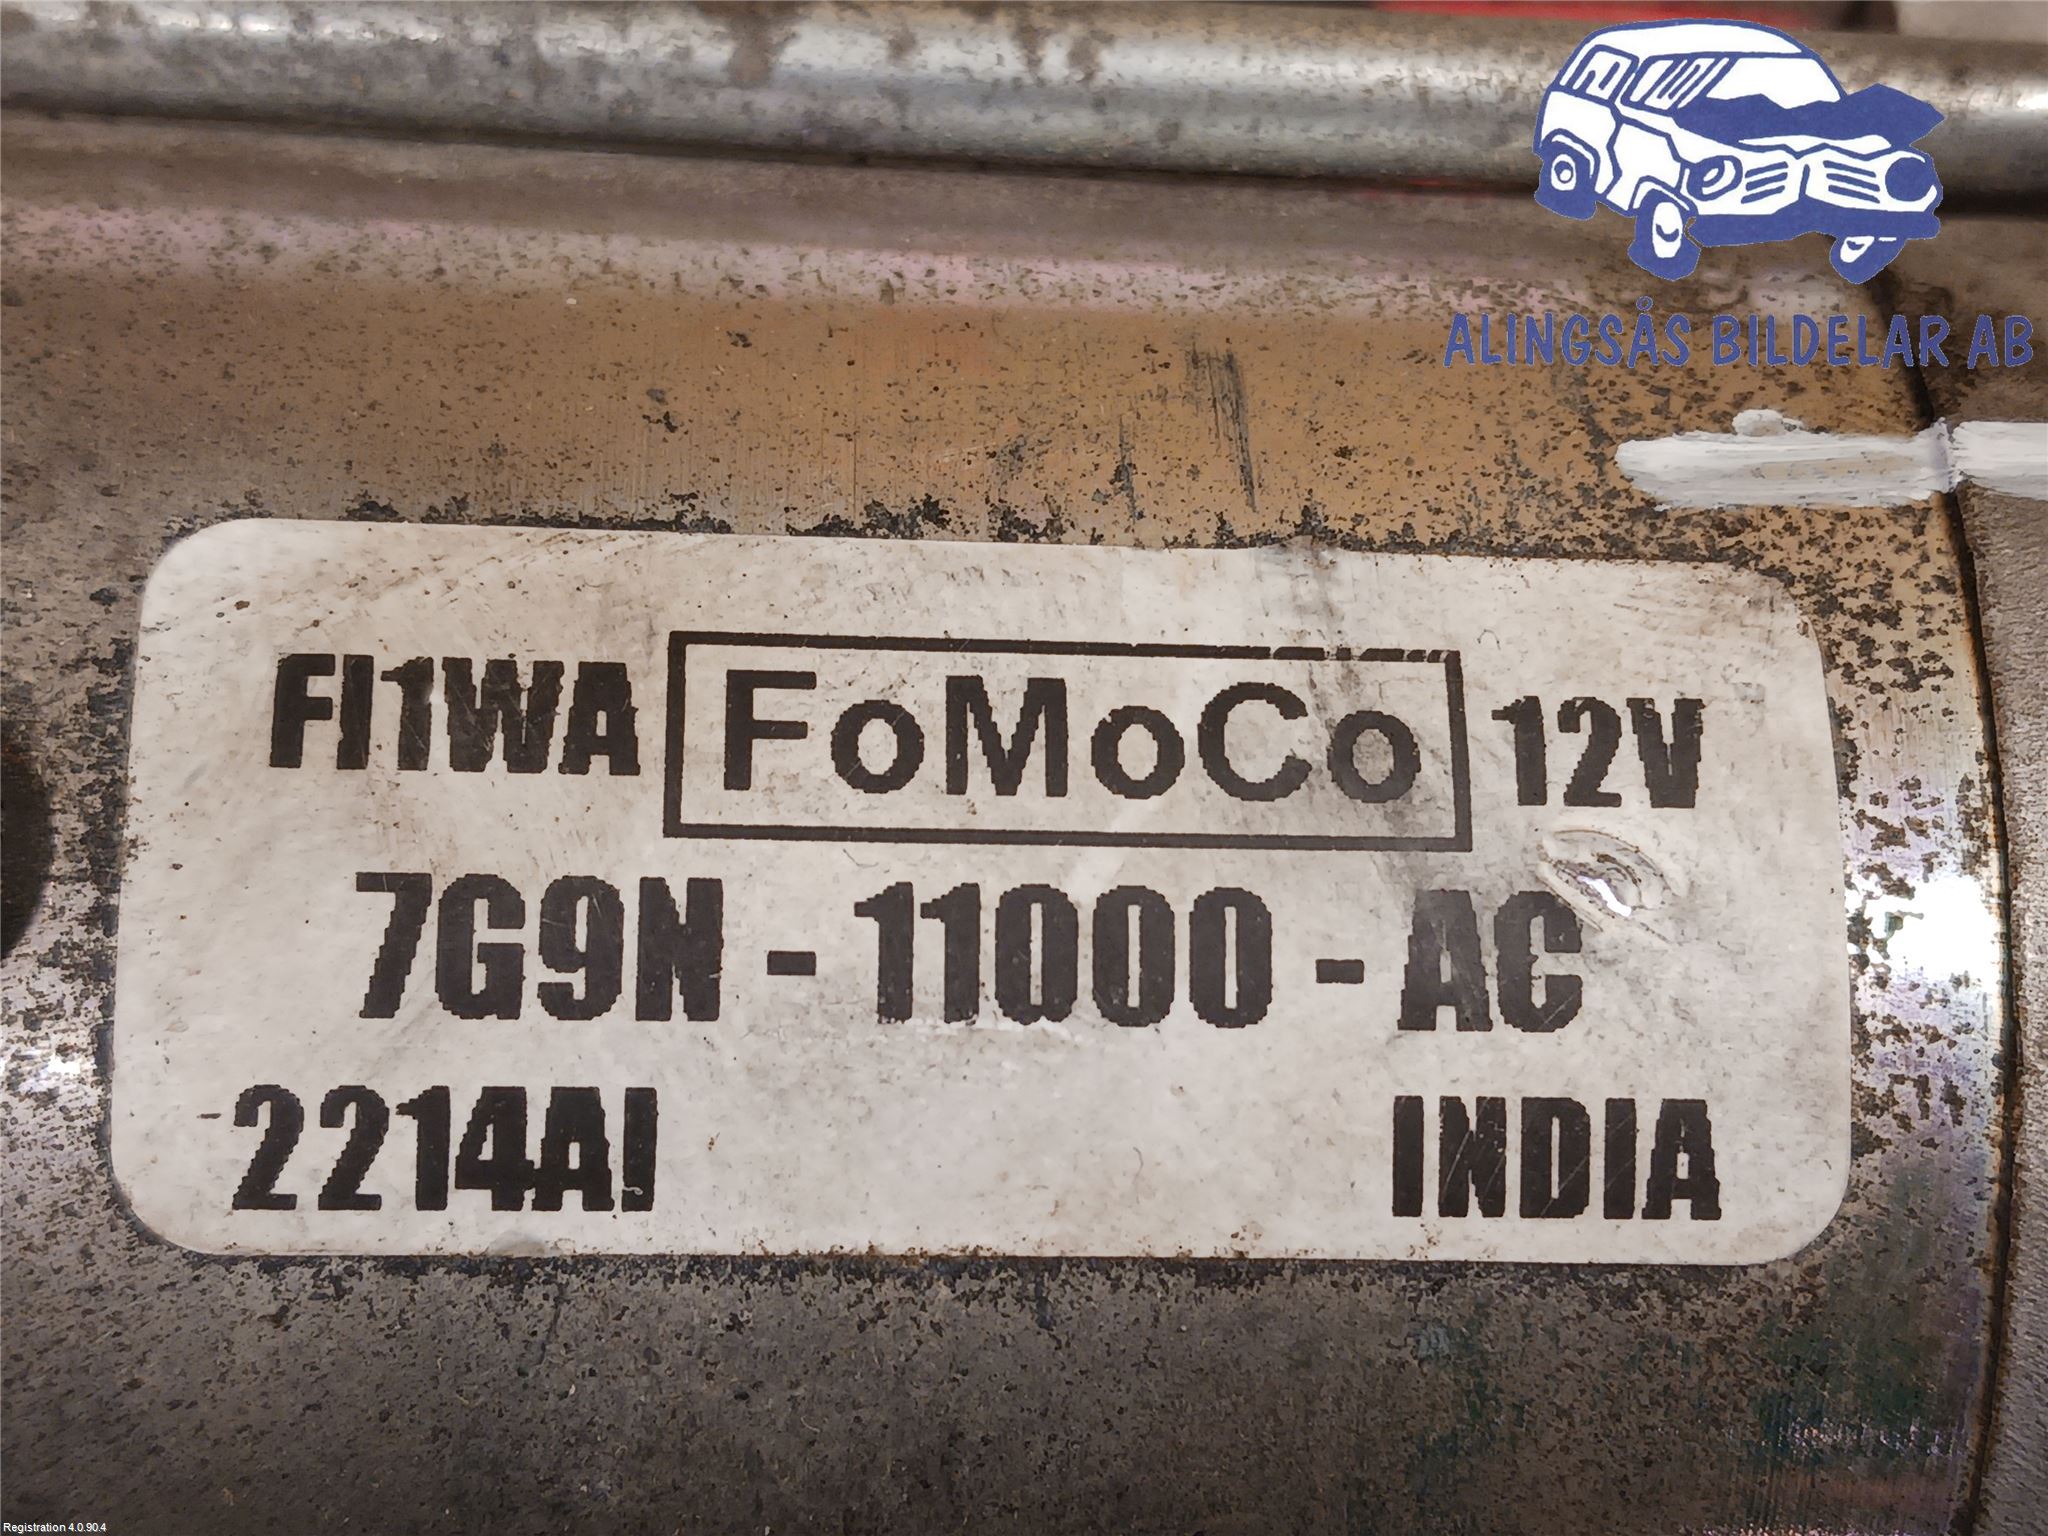 ALINGSÅS BILDELAR AB
FI1WA FoMoCo 12V
7G9N - 11000 - AC
2214AI INDIA
Registration 4.0.90.4